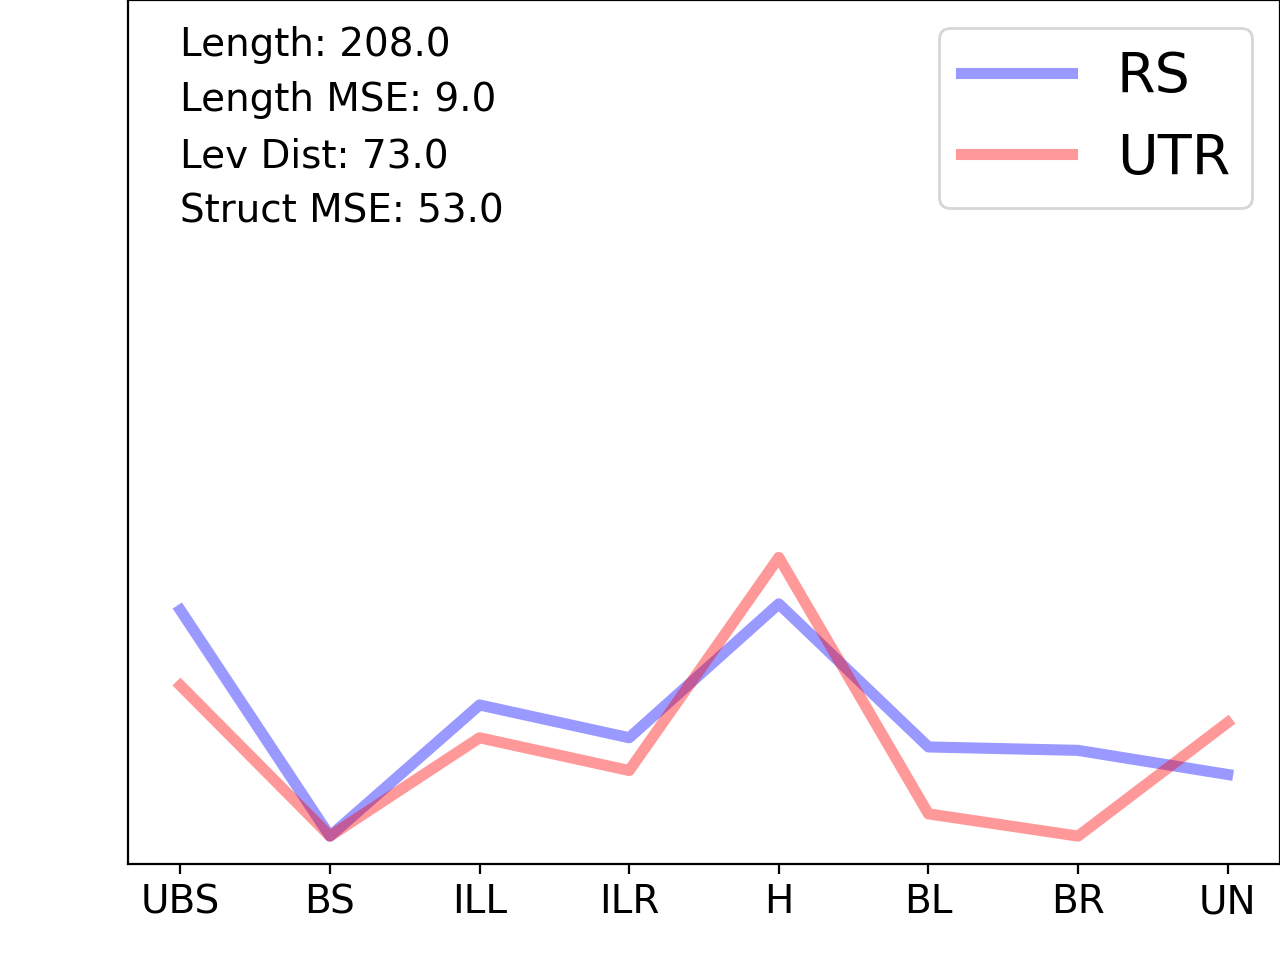 Length: 208.0
Length MSE: 9.0
Lev Dist: 73.0
Struct MSE: 53.0
RS
UTR
UBS BS ILL ILR H BL BR UN